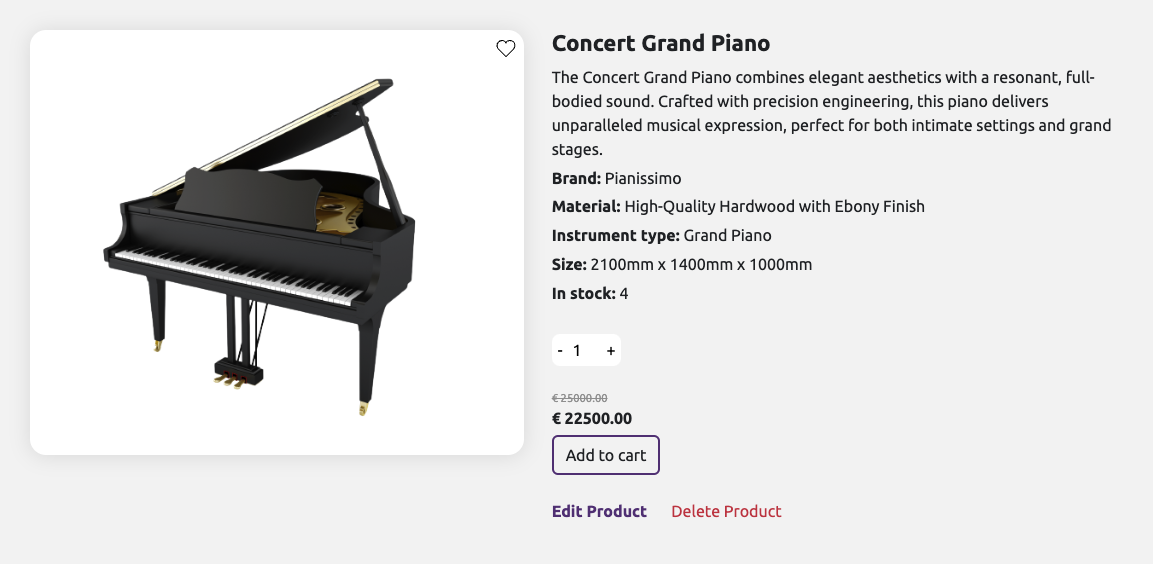 Concert Grand Piano
The Concert Grand Piano combines elegant aesthetics with a resonant, full-
bodied sound. Crafted with precision engineering, this piano delivers
unparalleled musical expression, perfect for both intimate settings and grand
stages.
Brand: Pianissimo
Material: High-Quality Hardwood with Ebony Finish
Instrument type: Grand Piano
Size: 2100mm x 1400mm x 1000mm
In stock: 4
- 1 +
€ 25000.00
€ 22500.00
Add to cart
Edit Product Delete Product